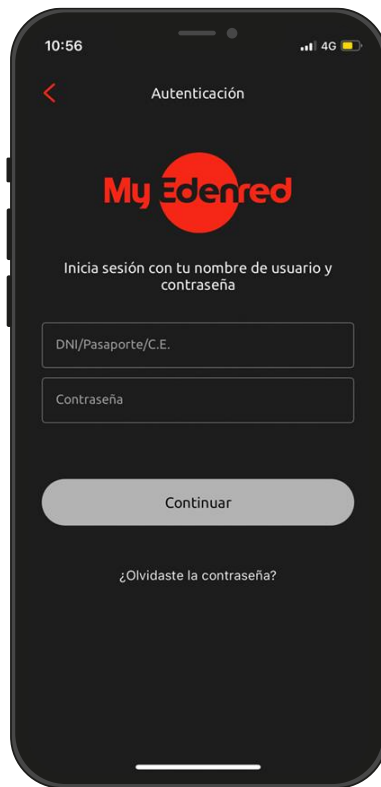 10:56
4G
Autenticación
My Edenred
Inicia sesión con tu nombre de usuario y
contraseña
DNI/Pasaporte/C.E.
Contraseña
Continuar
¿Olvidaste la contraseña?